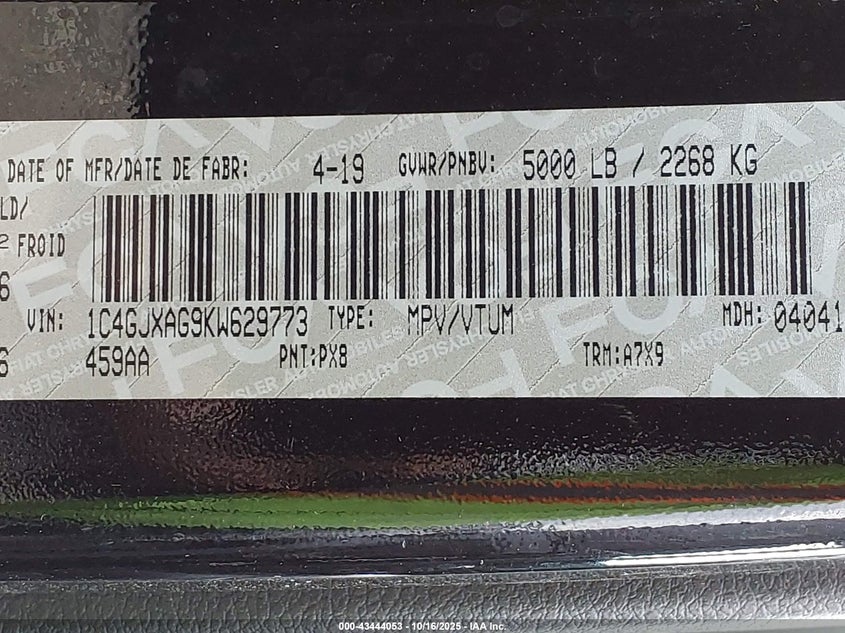 DATE OF MFR/DATE DE FABR: 4-19 GVWR/PNBV: 5000 LB / 2268 KG
LD/
FROID
6
VIN: 1C4GJXAG9KW629773 TYPE: MPV/VTUM MDH: 04041
6 459AA PNT:PX8 TRM:A7X9
000-43444053 - 10/16/2025 - IAA Inc.